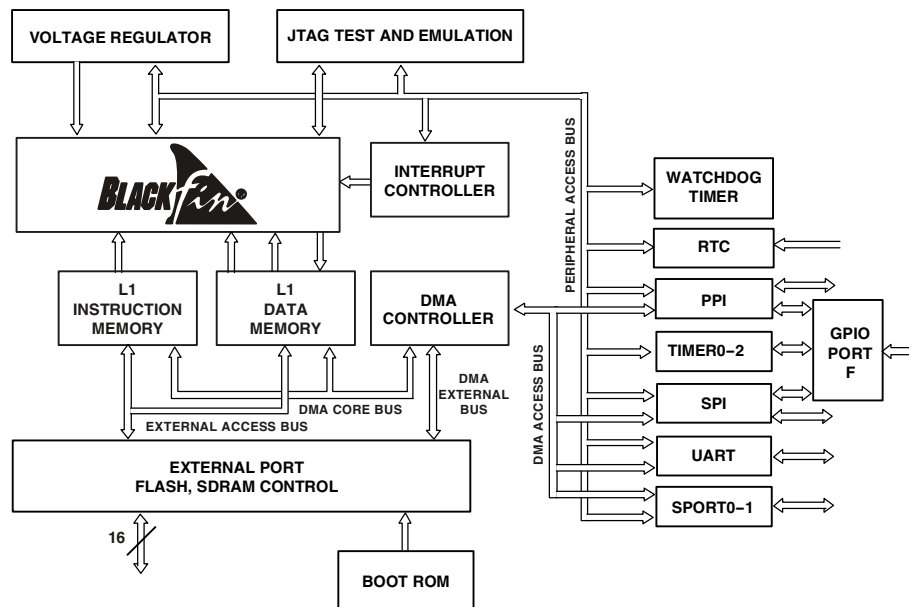 VOLTAGE REGULATOR
JTAG TEST AND EMULATION
BLACKfin®
INTERRUPT
CONTROLLER
PERIPHERAL ACCESS BUS
WATCHDOG
TIMER
RTC
L1
INSTRUCTION
MEMORY
L1
DATA
MEMORY
DMA
CONTROLLER
PPI
GPIO
PORT
F
TIMER0–2
DMA ACCESS BUS
DMA
EXTERNAL
BUS
DMA CORE BUS
EXTERNAL ACCESS BUS
SPI
UART
SPORT0–1
EXTERNAL PORT
FLASH, SDRAM CONTROL
16
BOOT ROM